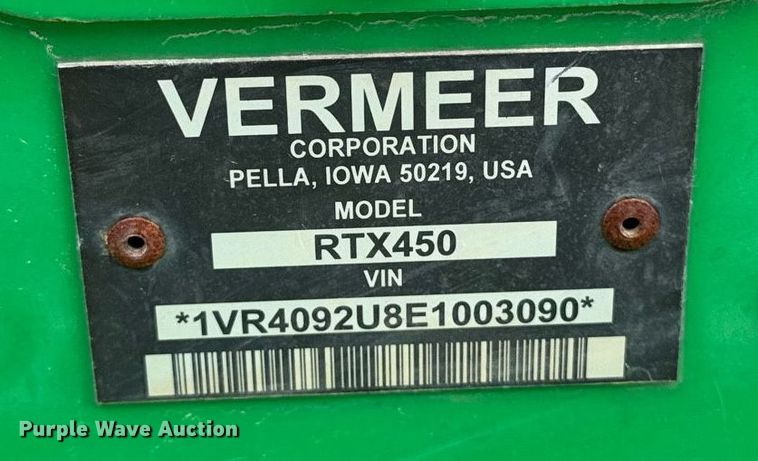 VERMEER
CORPORATION
PELLA, IOWA 50219, USA
MODEL
RTX450
VIN
*1VR4092U8E1003090*
Purple Wave Auction